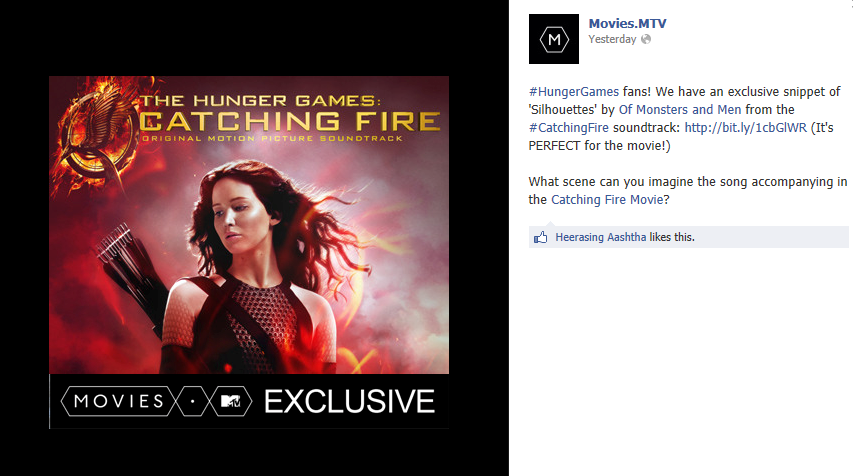 THE HUNGER GAMES:
CATCHING FIRE
ORIGINAL MOTION PICTURE SOUNDTRACK
MOVIES · MTV EXCLUSIVE
M
Movies.MTV
Yesterday
#HungerGames fans! We have an exclusive snippet of
'Silhouettes' by Of Monsters and Men from the
#CatchingFire soundtrack: http://bit.ly/1cbGlWR (It's
PERFECT for the movie!)
What scene can you imagine the song accompanying in
the Catching Fire Movie?
Heerasing Aashtha likes this.